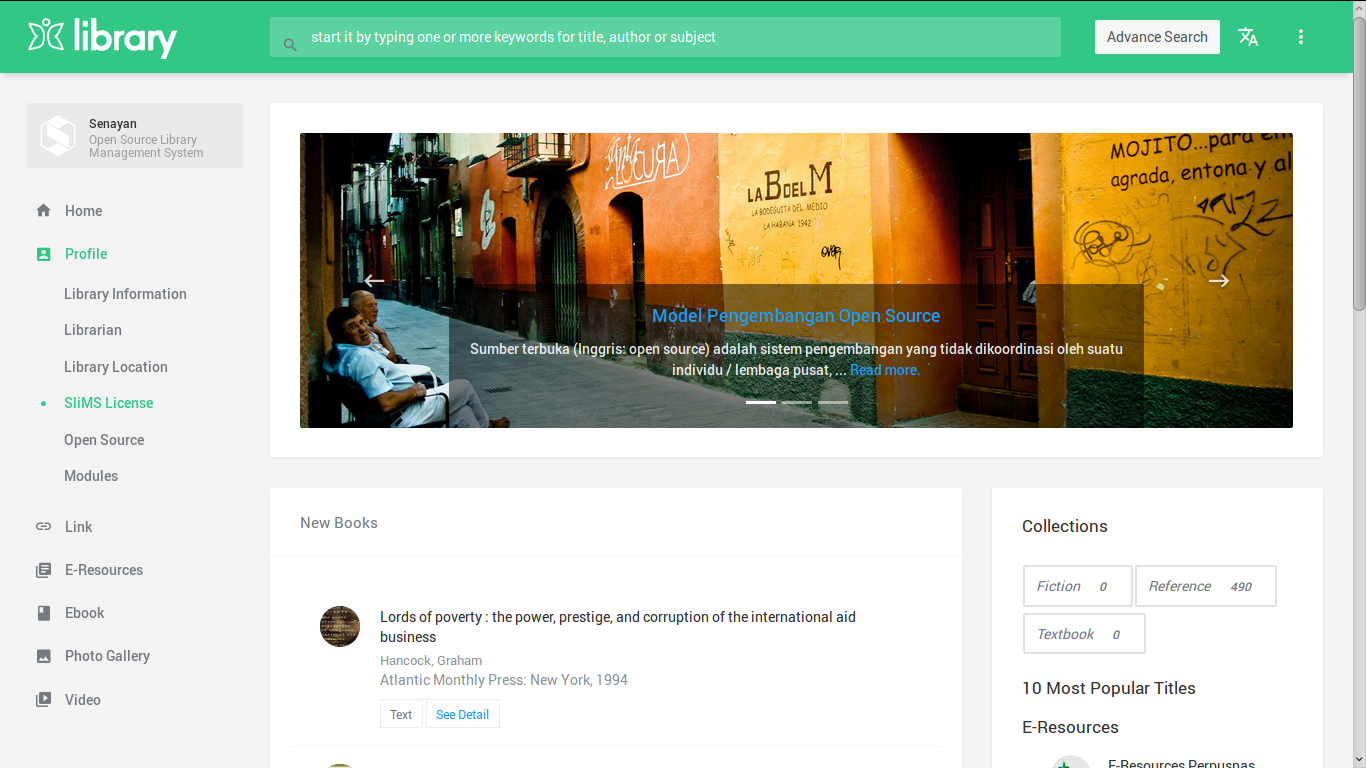 library
start it by typing one or more keywords for title, author or subject
Advance Search
Senayan
Open Source Library
Management System
Home
Profile
Library Information
Librarian
Library Location
SliMS License
Open Source
Modules
Link
E-Resources
Ebook
Photo Gallery
Video
LOCURA
LA BDEL M
LA BODEGUITA DEL MEDIO
LA HABANA 1942
MOJITO...para en
agrada, entona y al
Model Pengembangan Open Source
Sumber terbuka (Inggris: open source) adalah sistem pengembangan yang tidak dikoordinasi oleh suatu
individu / lembaga pusat, ... Read more.
New Books
Lords of poverty : the power, prestige, and corruption of the international aid
business
Hancock, Graham
Atlantic Monthly Press: New York, 1994
Text See Detail
Collections
Fiction 0 Reference 490
Textbook 0
10 Most Popular Titles
E-Resources
E-Resources Perpusnas